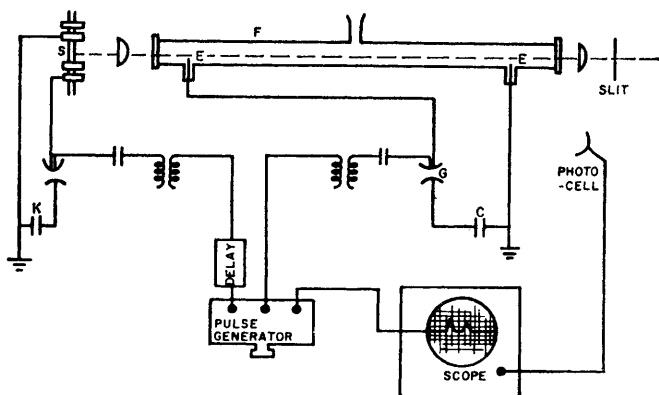 S
F
E
E
SLIT
K
G
C
PHOTO
-CELL
DELAY
PULSE
GENERATOR
SCOPE